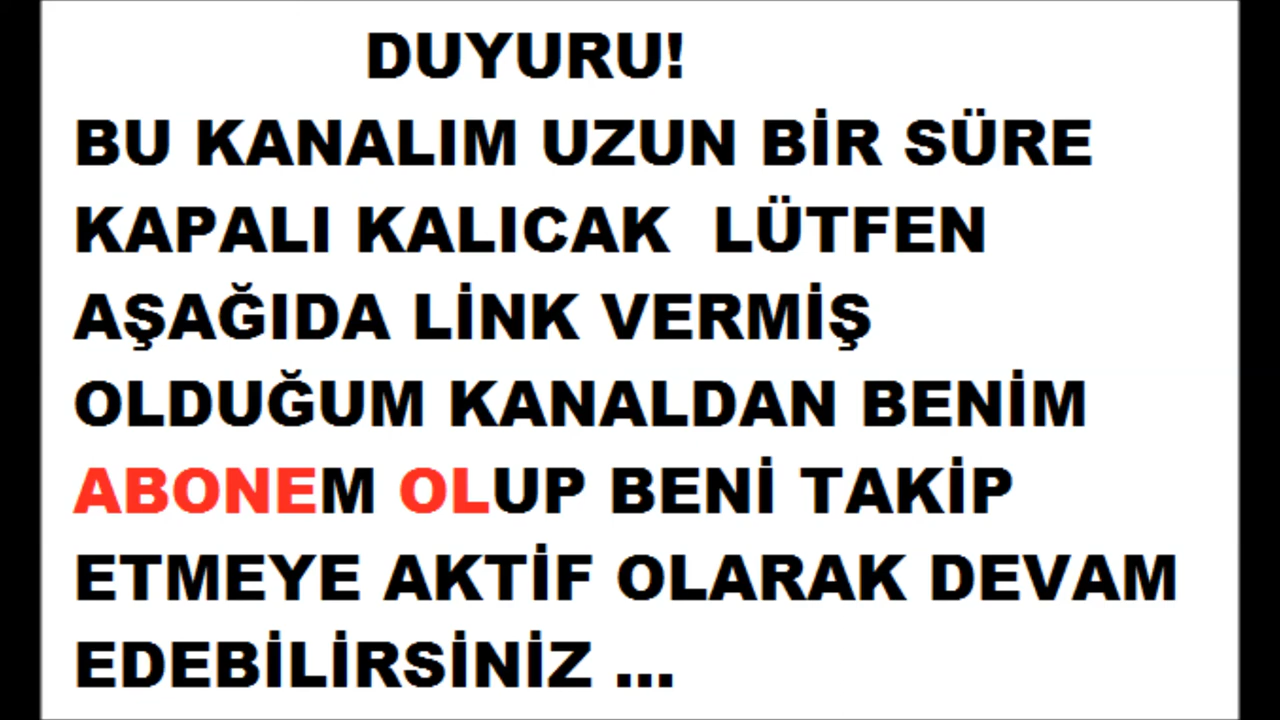 DUYURU!
BU KANALIM UZUN BİR SÜRE
KAPALI KALICAK LÜTFEN
AŞAĞIDA LİNK VERMİŞ
OLDUĞUM KANALDAN BENİM
ABONEM OLUP BENİ TAKİP
ETMEYE AKTİF OLARAK DEVAM
EDEBİLİRSİNİZ ...